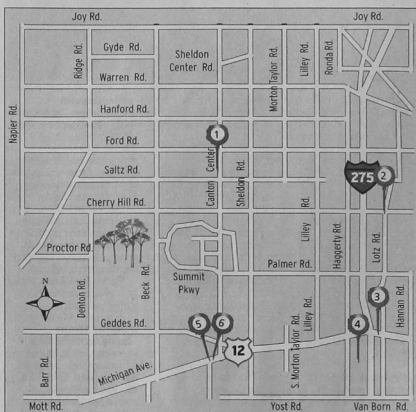 Joy Rd.
Joy Rd.
Ridge Rd.
Gyde Rd.
Sheldon
Center Rd.
Morton Taylor Rd.
Lilley Rd.
Ronda Rd.
Warren Rd.
Napier Rd.
Hanford Rd.
1
Ford Rd.
Canton Center
Sheldon Rd.
Saltz Rd.
275
2
Cherry Hill Rd.
Lilley Rd.
Haggerty Rd.
Lotz Rd.
Proctor Rd.
Beck Rd.
Summit
Pkwy
Palmer Rd.
N
Denton Rd.
Hannan Rd.
3
Geddes Rd.
5
6
4
12
Michigan Ave.
Barr Rd.
S. Morton Taylor Rd.
Lilley Rd.
Mott Rd.
Yost Rd.
Van Born Rd.